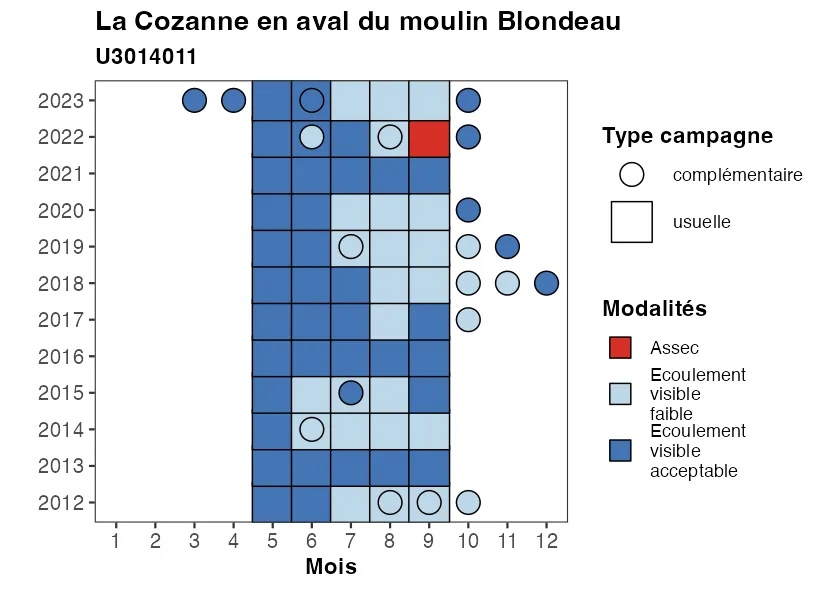 La Cozanne en aval du moulin Blondeau
U3014011
2023
2022
2021
2020
2019
2018
2017
2016
2015
2014
2013
2012
1 2 3 4 5 6 7 8 9 10 11 12
Mois
Type campagne
complémentaire
usuelle
Modalités
Assec
Ecoulement
visible
faible
Ecoulement
visible
acceptable